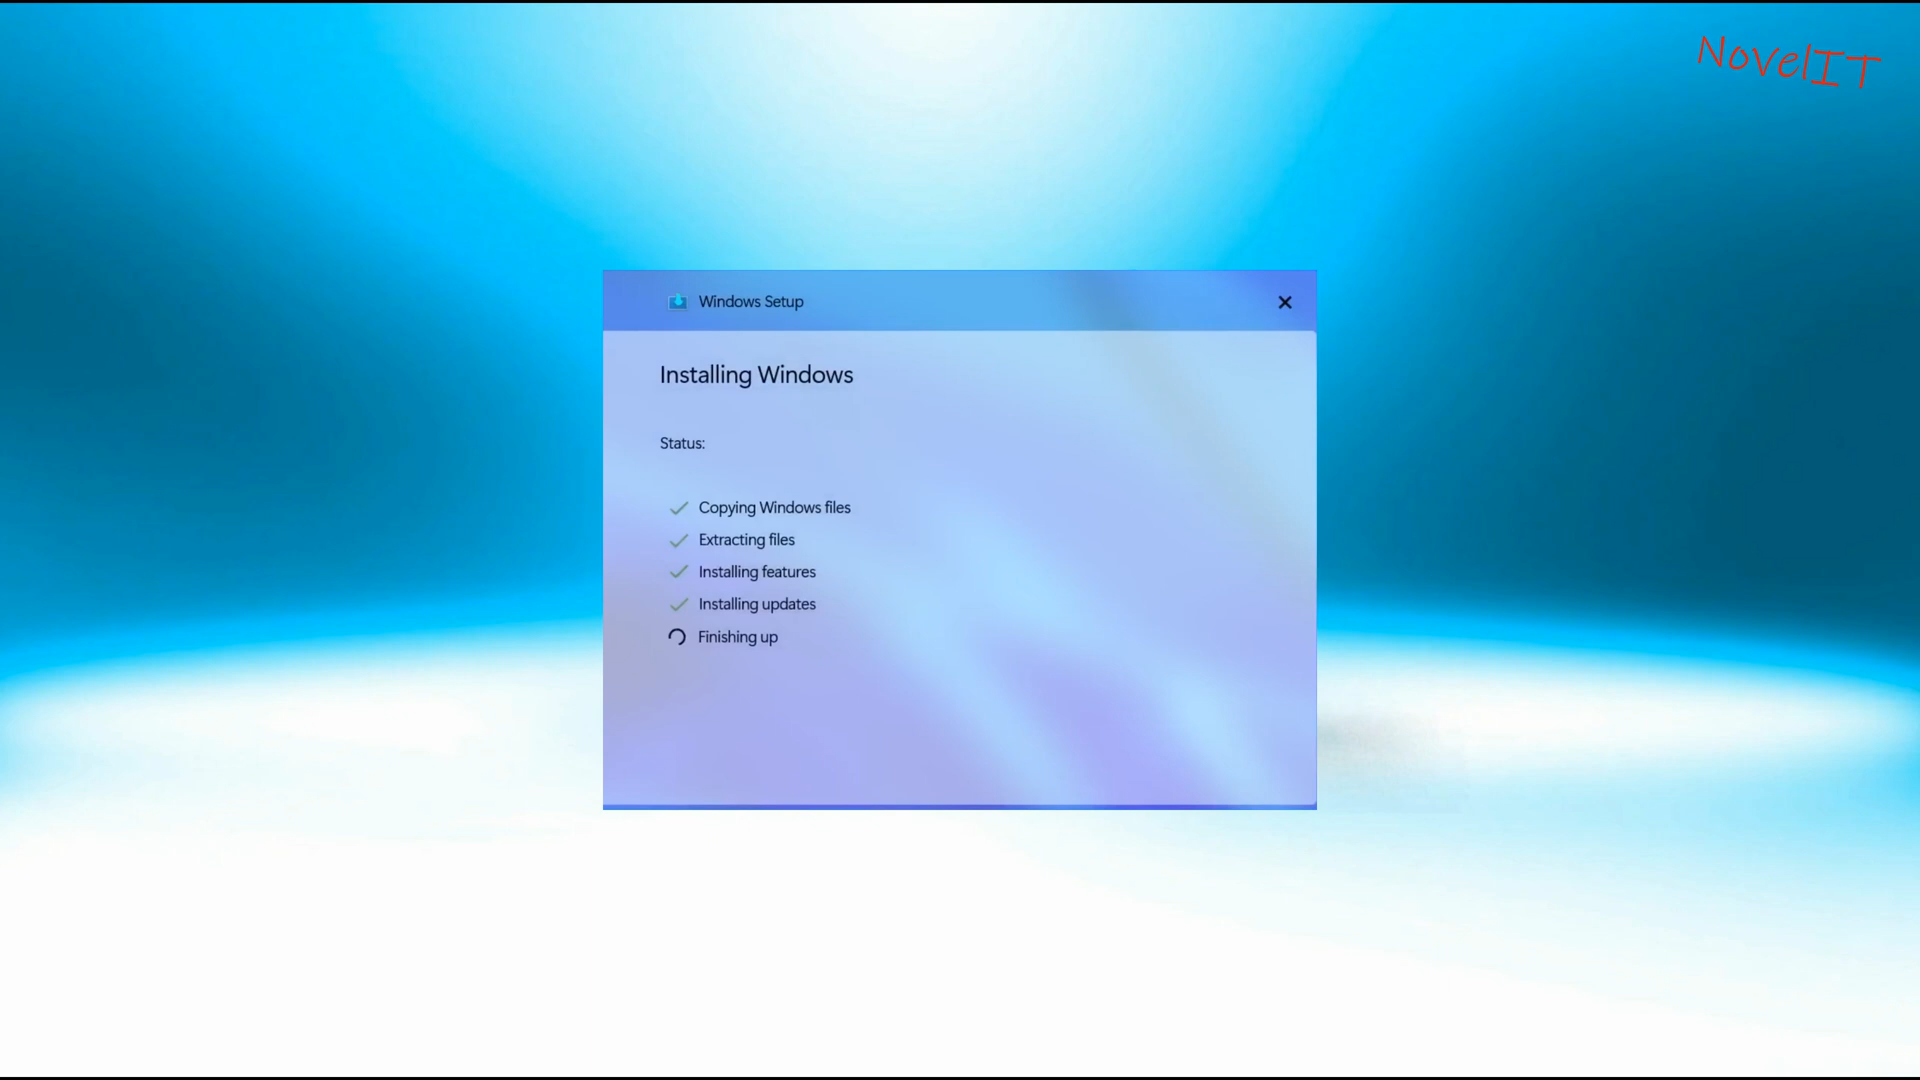 NovelIT
Windows Setup
Installing Windows
Status:
Copying Windows files
Extracting files
Installing features
Installing updates
Finishing up